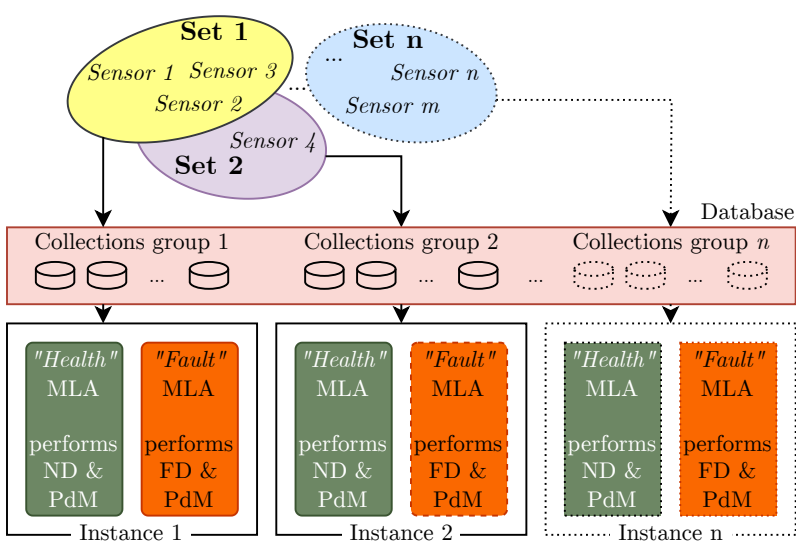 Set 1
Sensor 1 Sensor 3
Sensor 2
Set 2
Sensor 4
...
Set n
...
Sensor n
Sensor m
Database
Collections group 1
...
Collections group 2
...
...
Collections group n
...
"Health"
MLA
performs
ND &
PdM
"Fault"
MLA
performs
FD &
PdM
Instance 1
"Health"
MLA
performs
ND &
PdM
"Fault"
MLA
performs
FD &
PdM
Instance 2
"Health"
MLA
performs
ND &
PdM
"Fault"
MLA
performs
FD &
PdM
Instance n